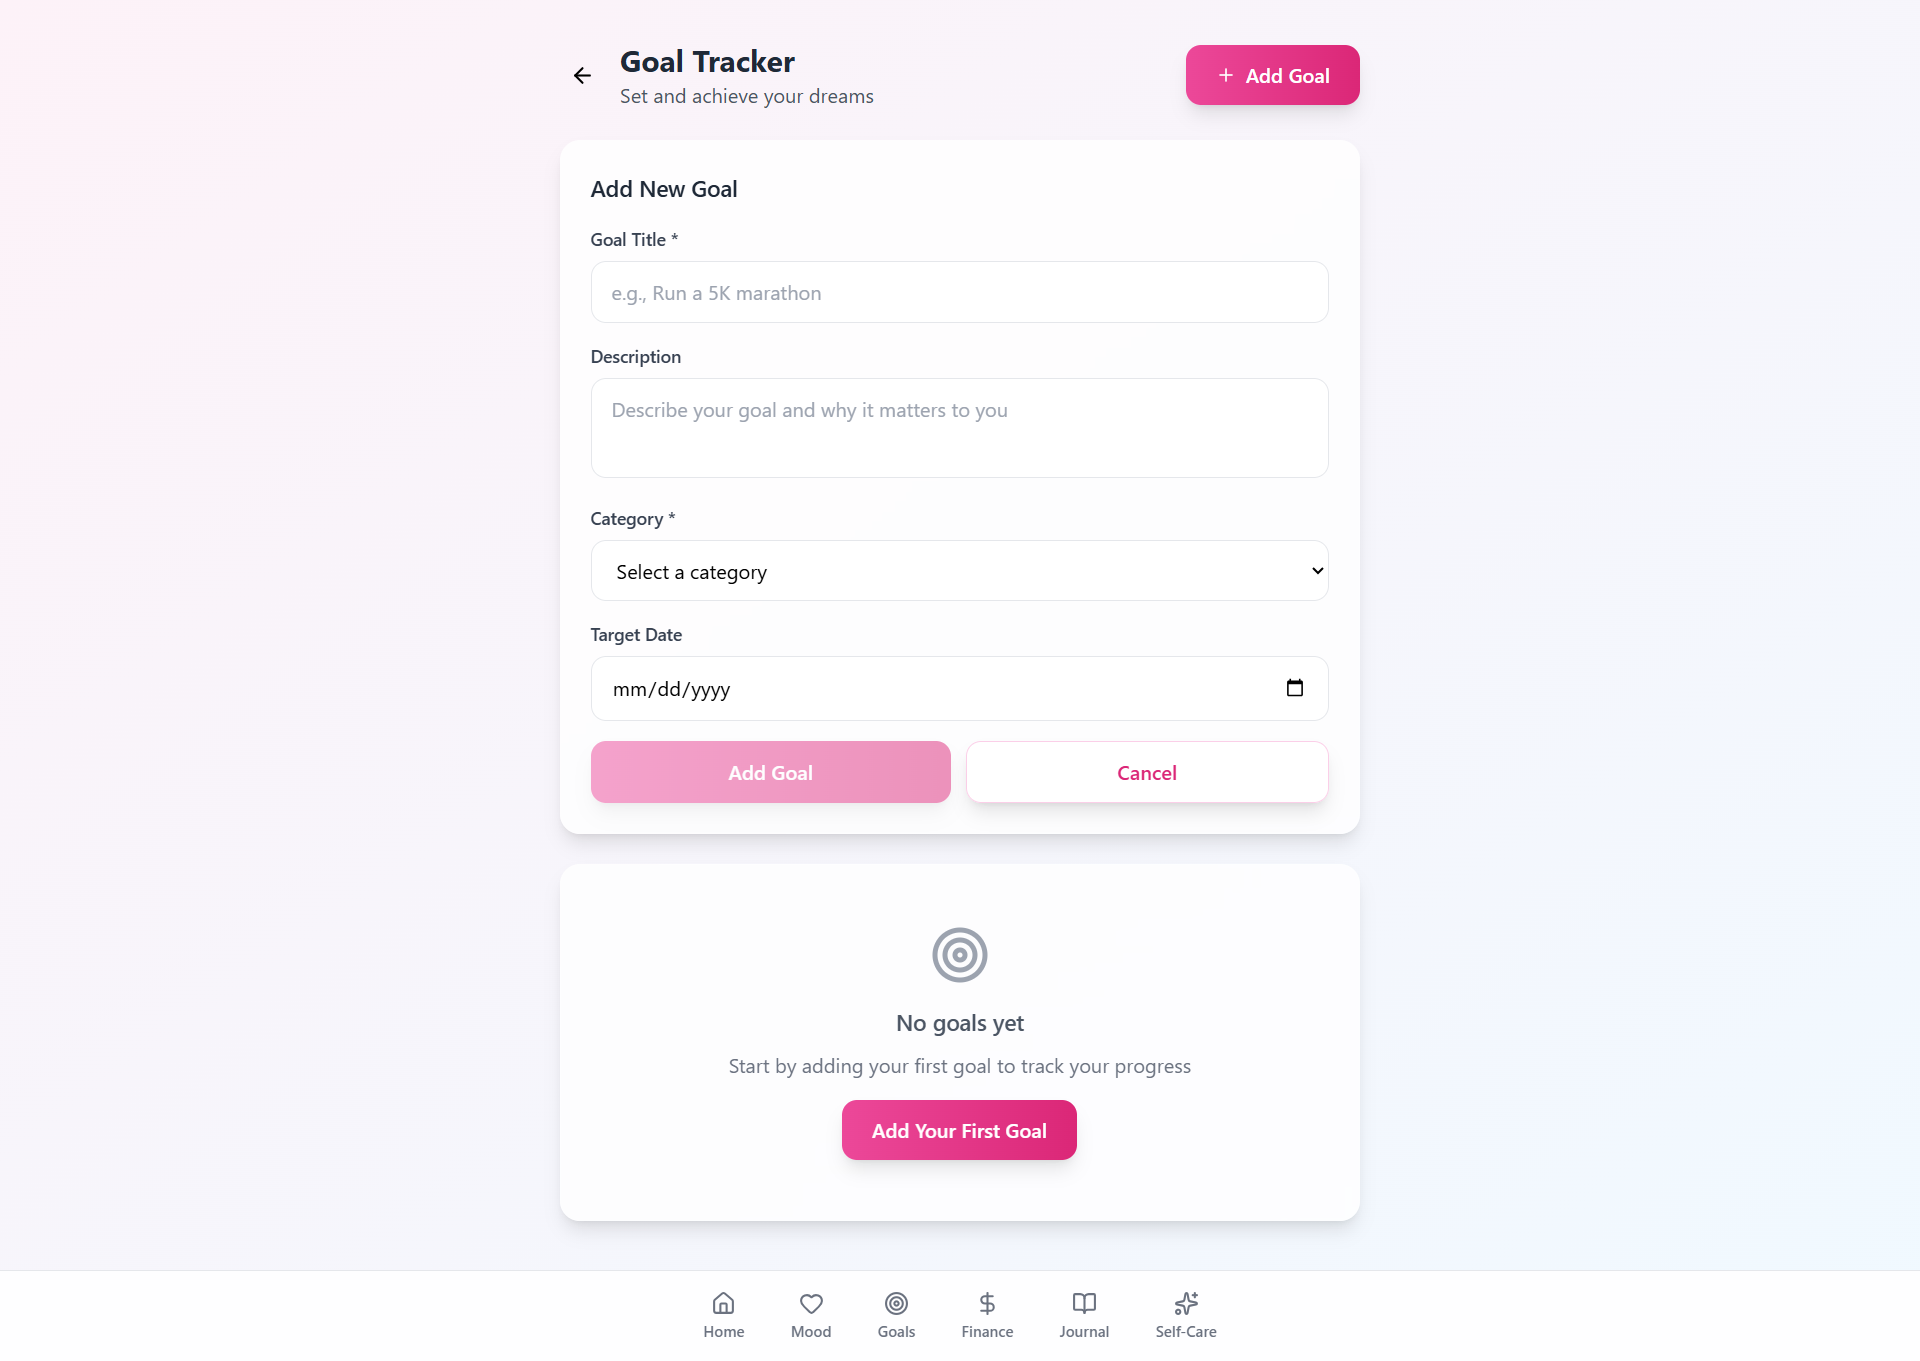 Goal Tracker
Set and achieve your dreams
Add Goal
Add New Goal
Goal Title *
e.g., Run a 5K marathon
Description
Describe your goal and why it matters to you
Category *
Select a category
Target Date
mm/dd/yyyy
Add Goal
Cancel
No goals yet
Start by adding your first goal to track your progress
Add Your First Goal
Home
Mood
Goals
Finance
Journal
Self-Care